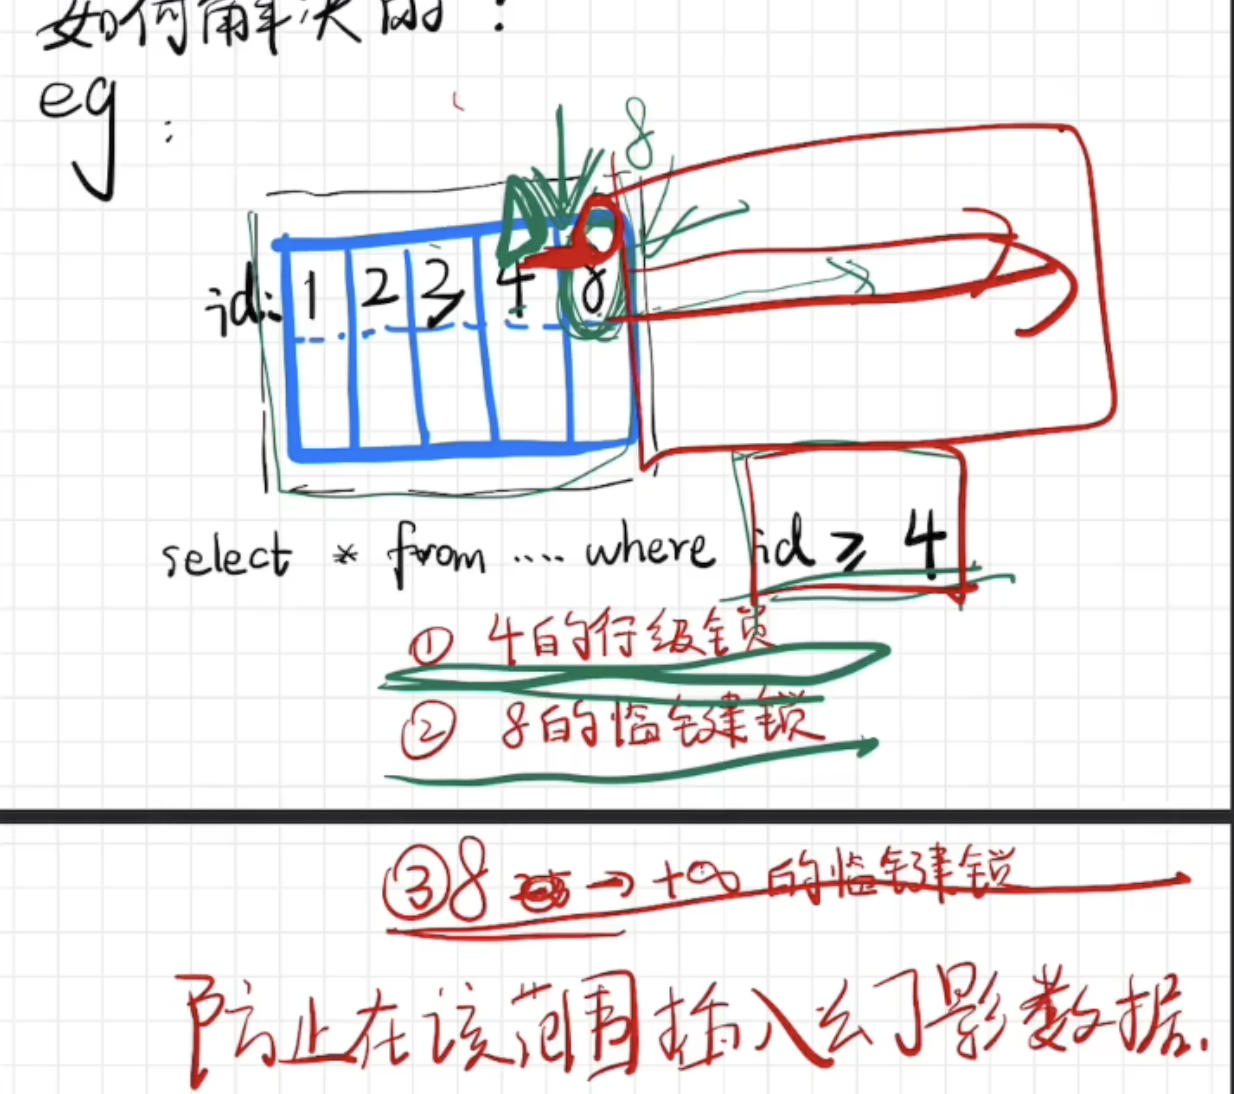 如何解决的？
eg：
8
id: 1 2 3 4 8
select * from .... where id ⩾ 4
① 4的行级锁
② 8的临键锁
③ 8 → +∞ 的临键锁
防止在该范围插入幻影数据.